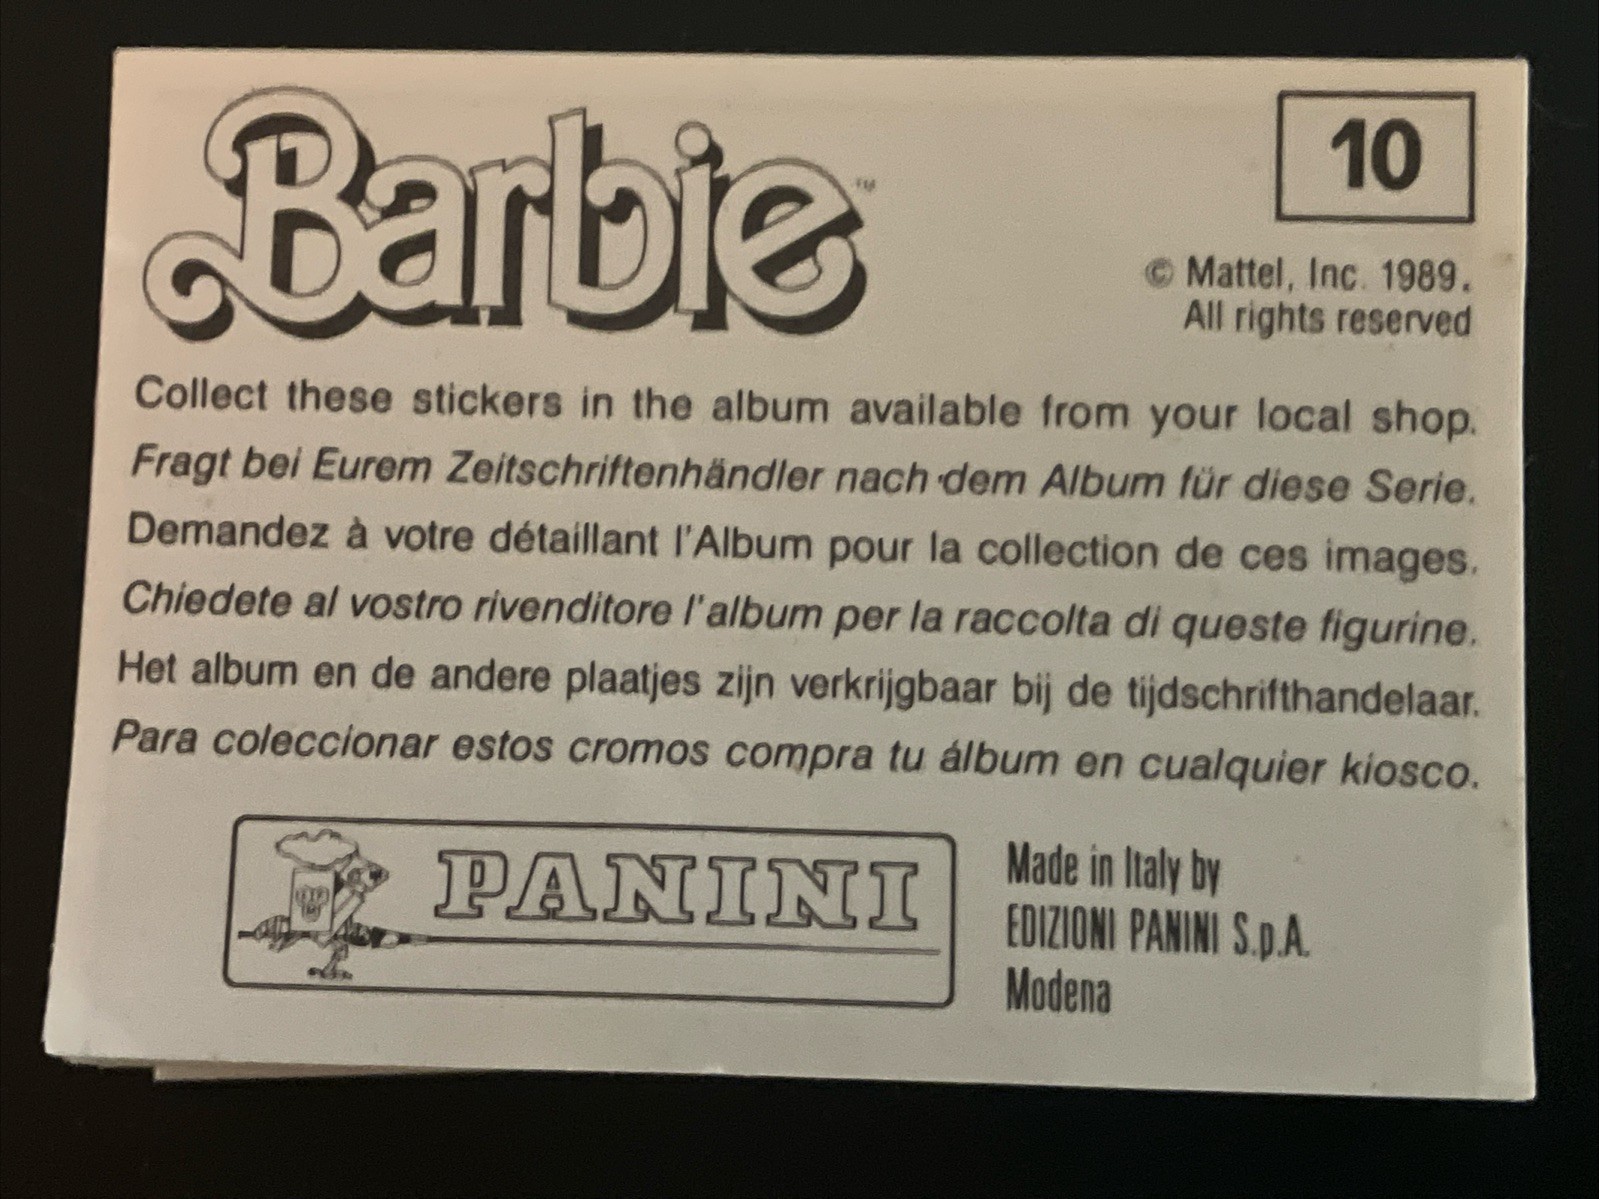 Barbie™
10
© Mattel, Inc. 1989.
All rights reserved
Collect these stickers in the album available from your local shop.
Fragt bei Eurem Zeitschriftenhändler nach dem Album für diese Serie.
Demandez à votre détaillant l'Album pour la collection de ces images.
Chiedete al vostro rivenditore l'album per la raccolta di queste figurine.
Het album en de andere plaatjes zijn verkrijgbaar bij de tijdschrifthandelaar.
Para coleccionar estos cromos compra tu álbum en cualquier kiosco.
PANINI
Made in Italy by
EDIZIONI PANINI S.p.A.
Modena